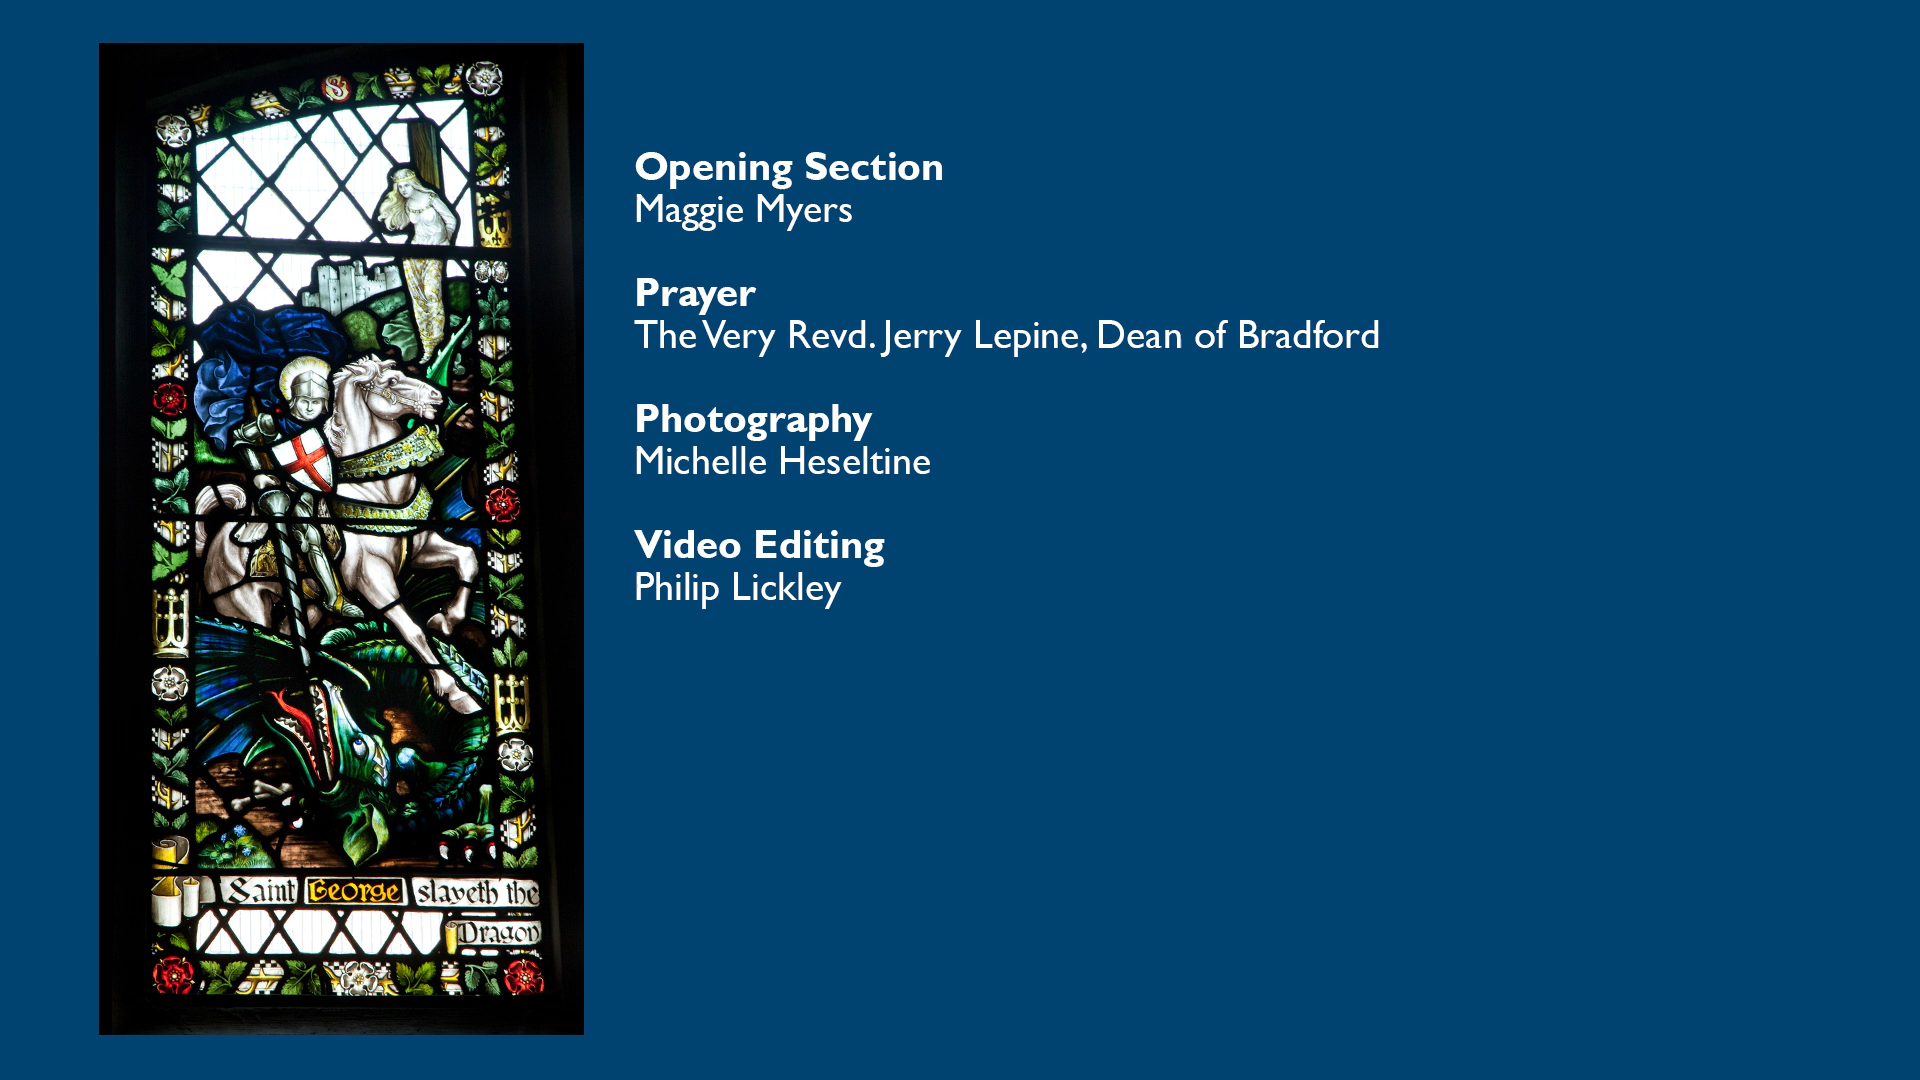 Opening Section
Maggie Myers
Prayer
The Very Revd. Jerry Lepine, Dean of Bradford
Photography
Michelle Heseltine
Video Editing
Philip Lickley
S
Saint George slayeth the
Dragon